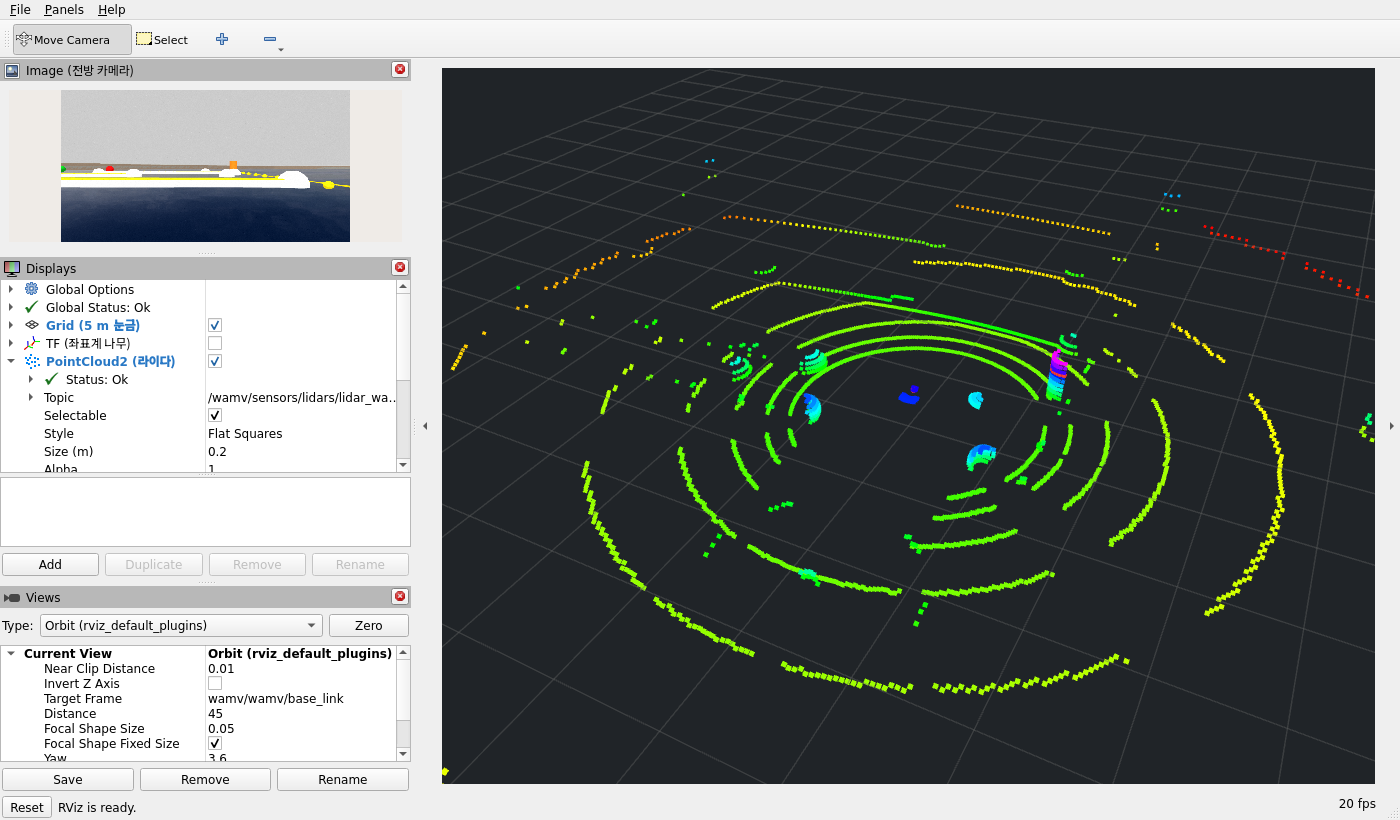 File Panels Help
Move Camera Select
Image (전방 카메라)
Displays
Global Options
Global Status: Ok
Grid (5 m 눈금)
TF (좌표계 나무)
PointCloud2 (라이다)
Status: Ok
Topic /wamv/sensors/lidars/lidar_wa...
Selectable
Style Flat Squares
Size (m) 0.2
Alpha 1
Add Duplicate Remove Rename
Views
Type: Orbit (rviz_default_plugins) Zero
Current View Orbit (rviz_default_plugins)
Near Clip Distance 0.01
Invert Z Axis
Target Frame wamv/wamv/base_link
Distance 45
Focal Shape Size 0.05
Focal Shape Fixed Size
Yaw 3.6
Save Remove Rename
Reset RViz is ready. 20 fps